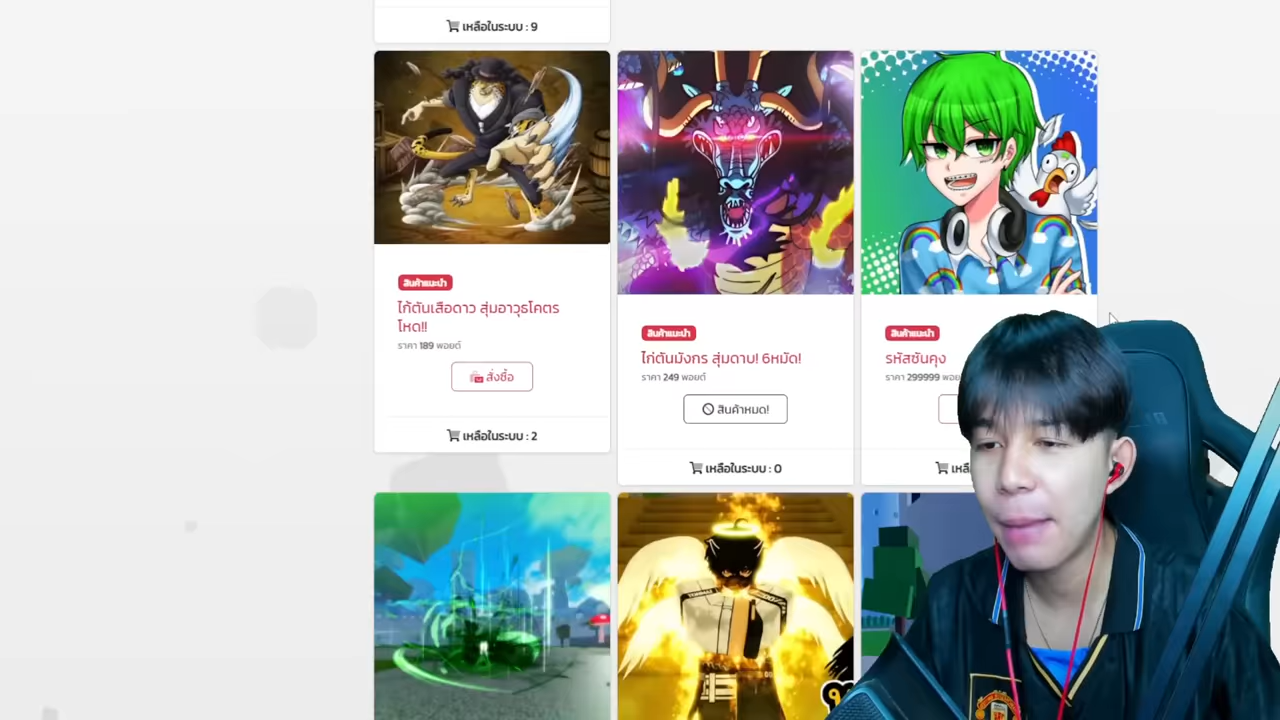 เหลือในระบบ : 9
สินค้าแนะนำ
ไก้ตันเสือดาว สุ่มอาวุธโคตร
โหด!!
ราคา 189 พอยต์
สั่งซื้อ
เหลือในระบบ : 2
สินค้าแนะนำ
ไก่ตันมังกร สุ่มดาบ! 6หมัด!
ราคา 249 พอยต์
สินค้าหมด!
เหลือในระบบ : 0
สินค้าแนะนำ
รหัสซันคุง
ราคา 299999 พอย
เหลื